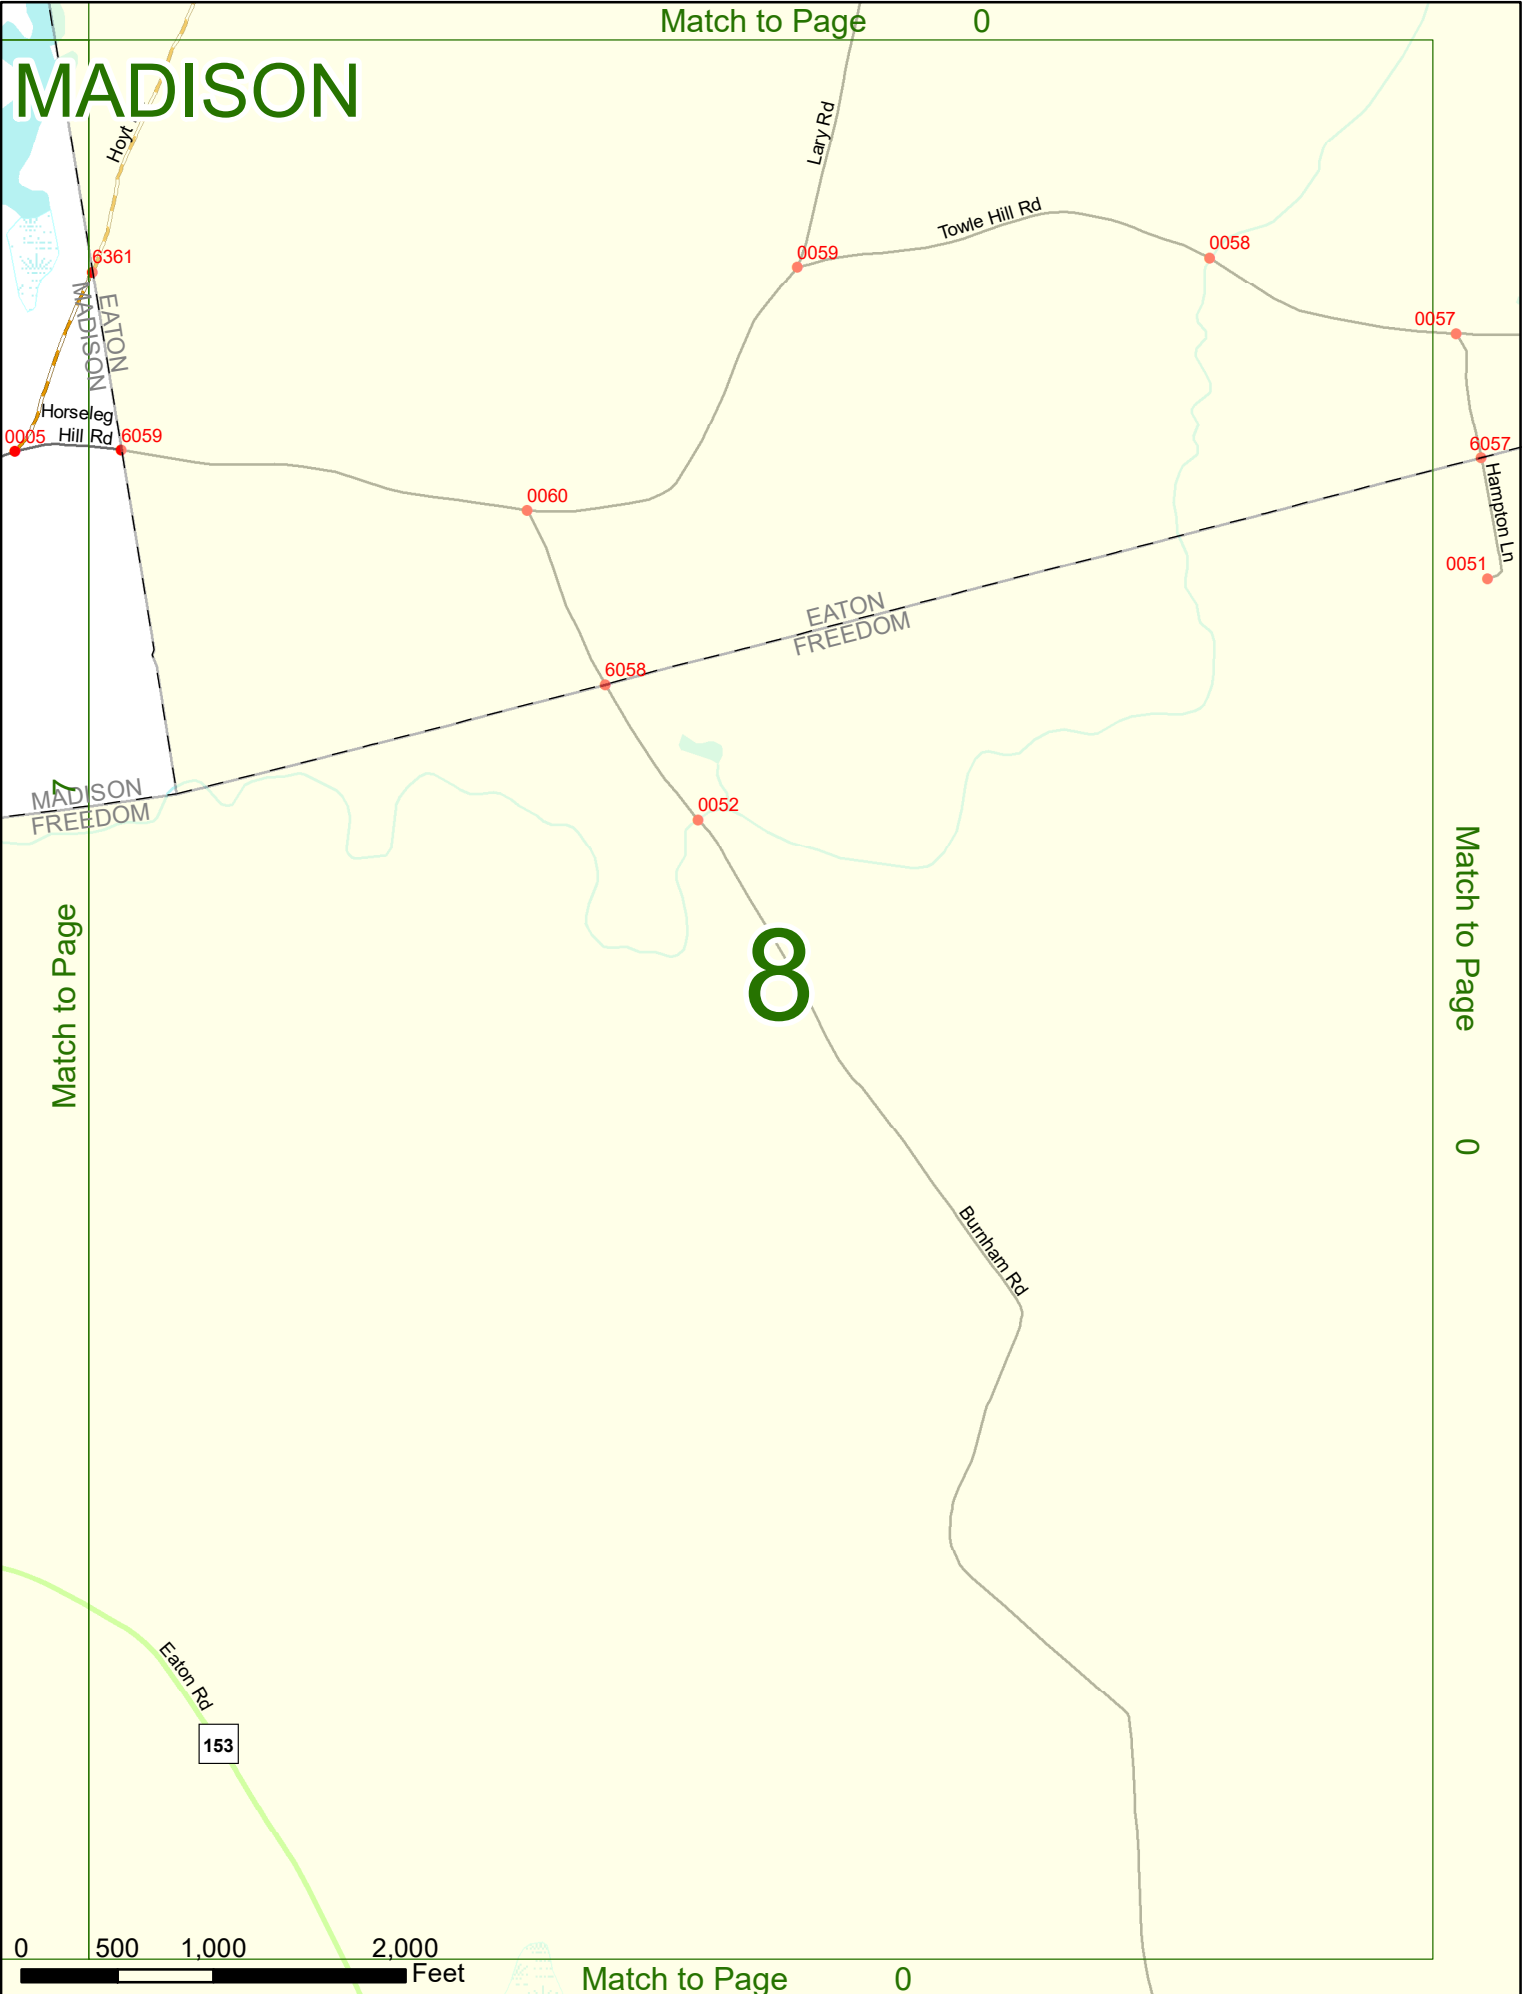 Match to Page 0
MADISON
Hoyt
Lary Rd
Towle Hill Rd
6361
0059
0058
0057
EATON
MADISON
Horseleg
Hill Rd
0005
6059
0060
6057
Hampton Ln
0051
EATON
FREEDOM
6058
MADISON
FREEDOM
0052
Match to Page 7
8
Match to Page 0
Burnham Rd
Eaton Rd
153
0 500 1,000 2,000
Feet
Match to Page 0